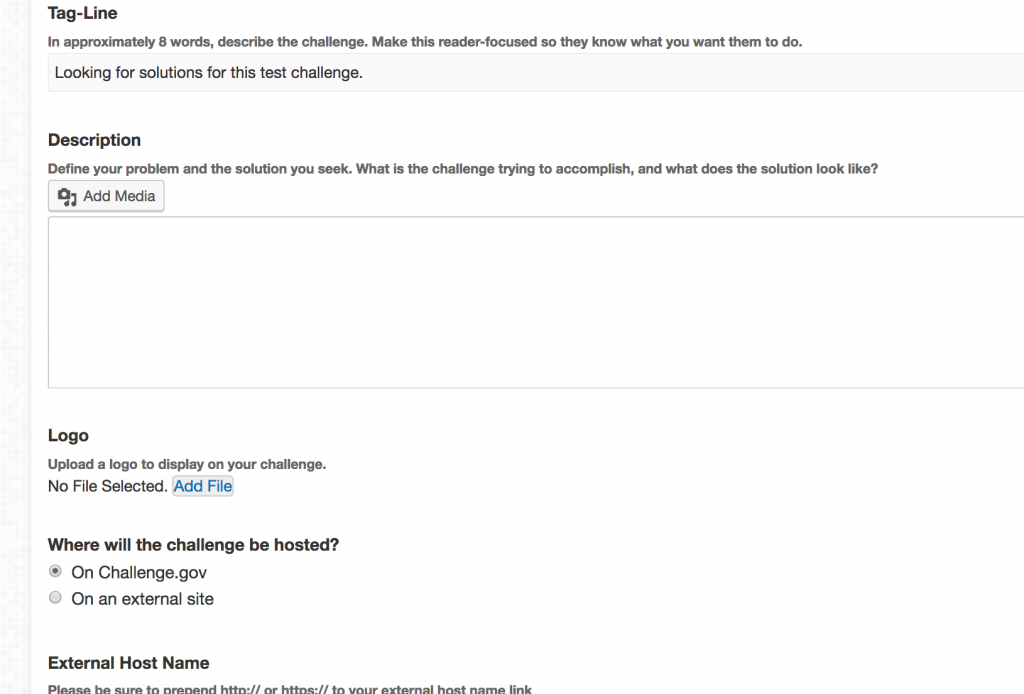 Tag-Line
In approximately 8 words, describe the challenge. Make this reader-focused so they know what you want them to do.
Looking for solutions for this test challenge.
Description
Define your problem and the solution you seek. What is the challenge trying to accomplish, and what does the solution look like?
Add Media
Logo
Upload a logo to display on your challenge.
No File Selected. Add File
Where will the challenge be hosted?
On Challenge.gov
On an external site
External Host Name
Please be sure to prepend http:// or https:// to your external host name link